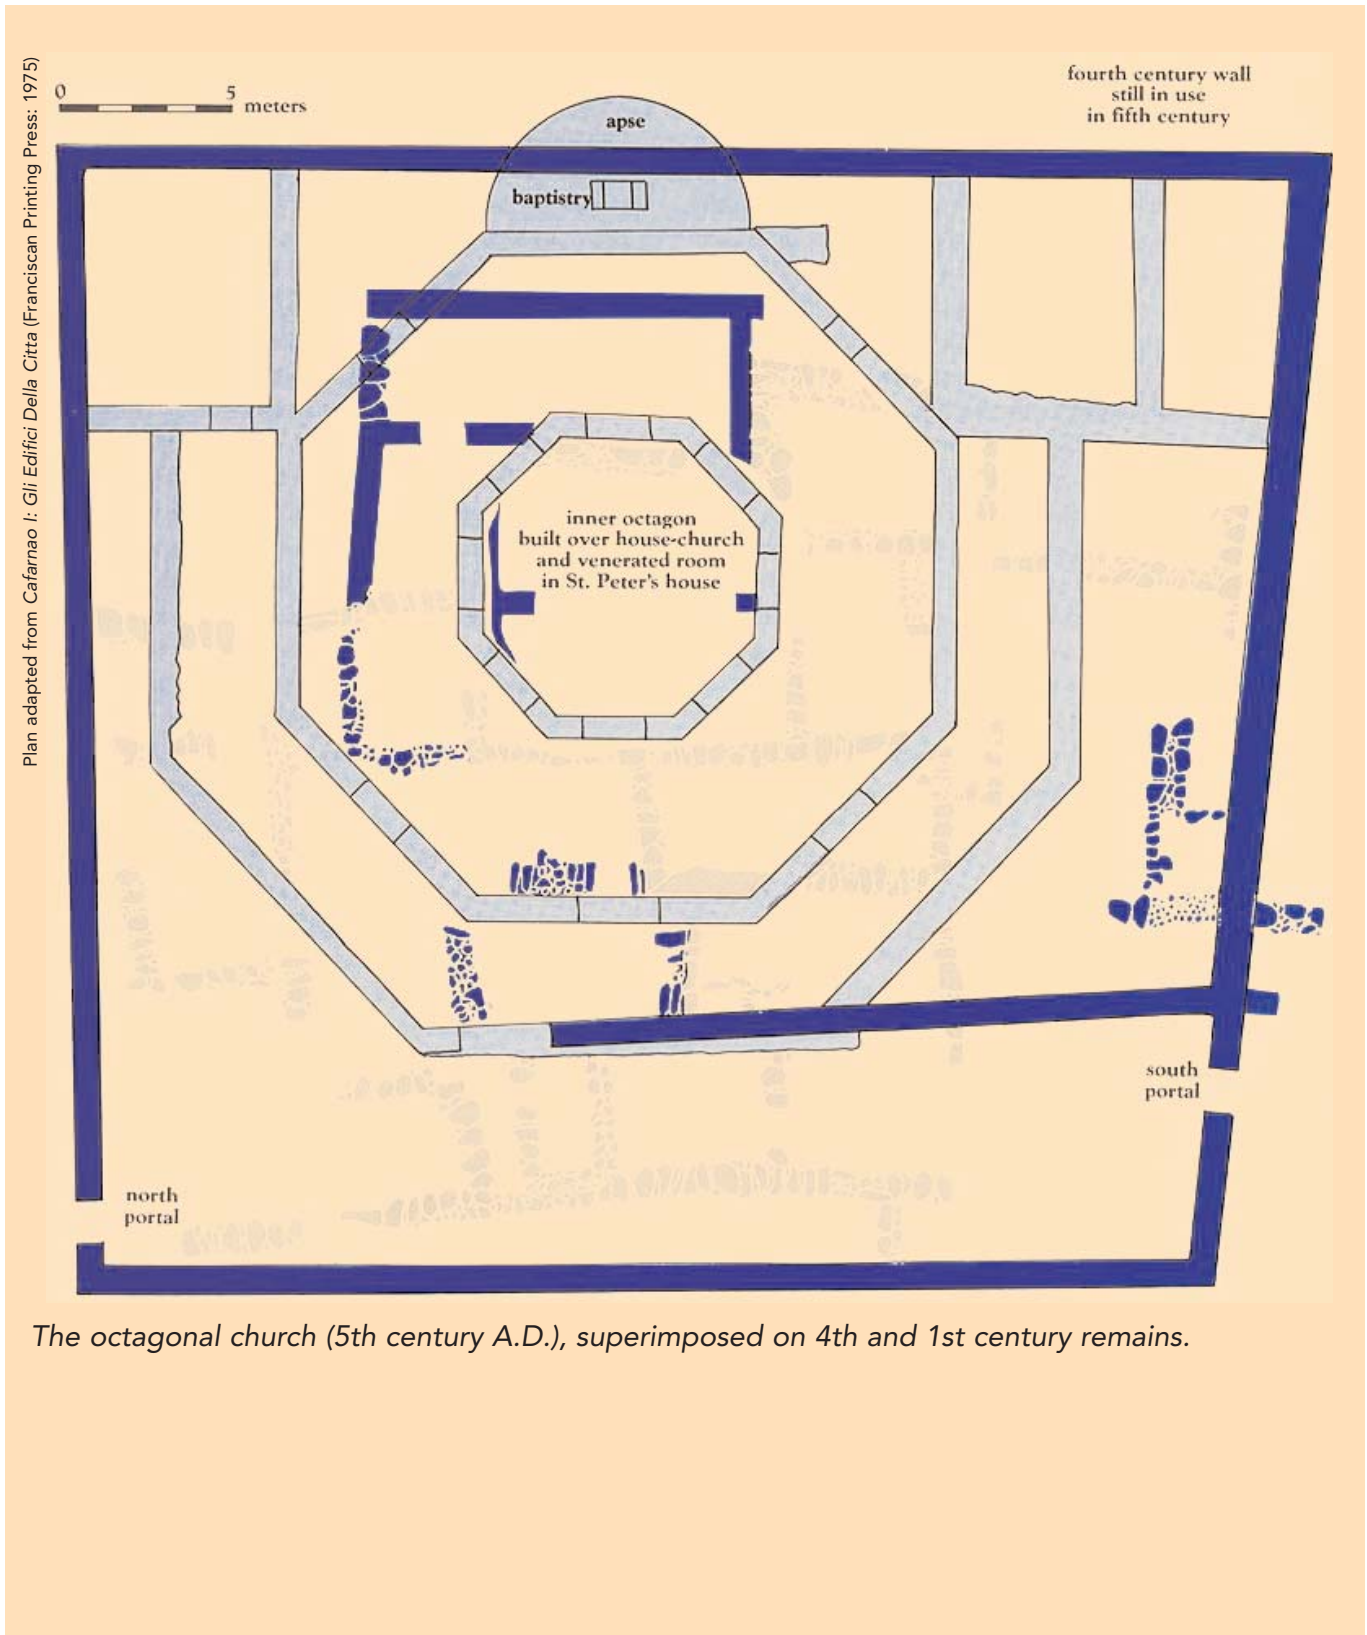 Plan adapted from Cafarnao I: Gli Edifici Della Citta (Franciscan Printing Press: 1975)
0 5 meters
fourth century wall
still in use
in fifth century
apse
baptistry
inner octagon
built over house-church
and venerated room
in St. Peter's house
south
portal
north
portal
The octagonal church (5th century A.D.), superimposed on 4th and 1st century remains.